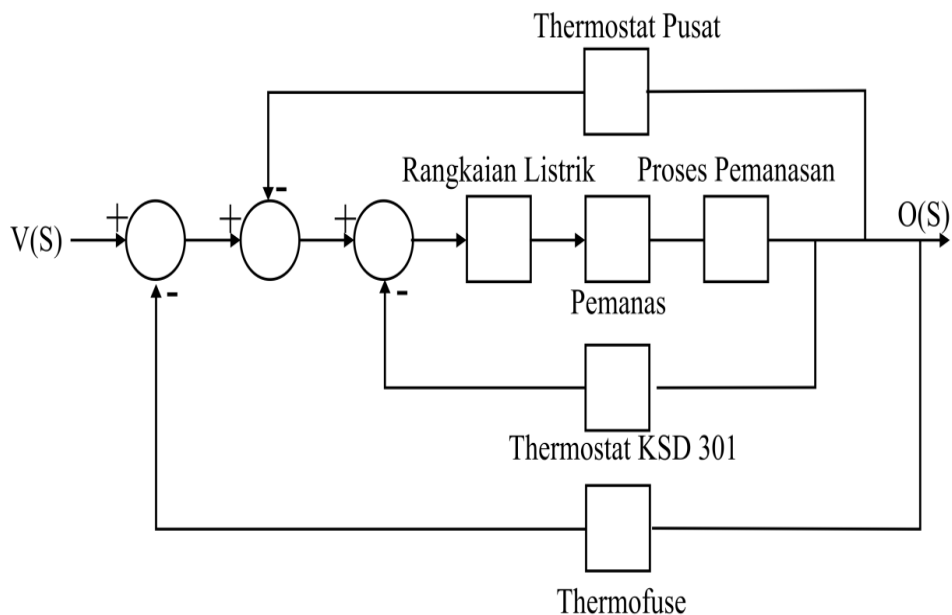 Thermostat Pusat
-
Rangkaian Listrik
Proses Pemanasan
V(S)
+
+
+
O(S)
-
-
Pemanas
Thermostat KSD 301
Thermofuse